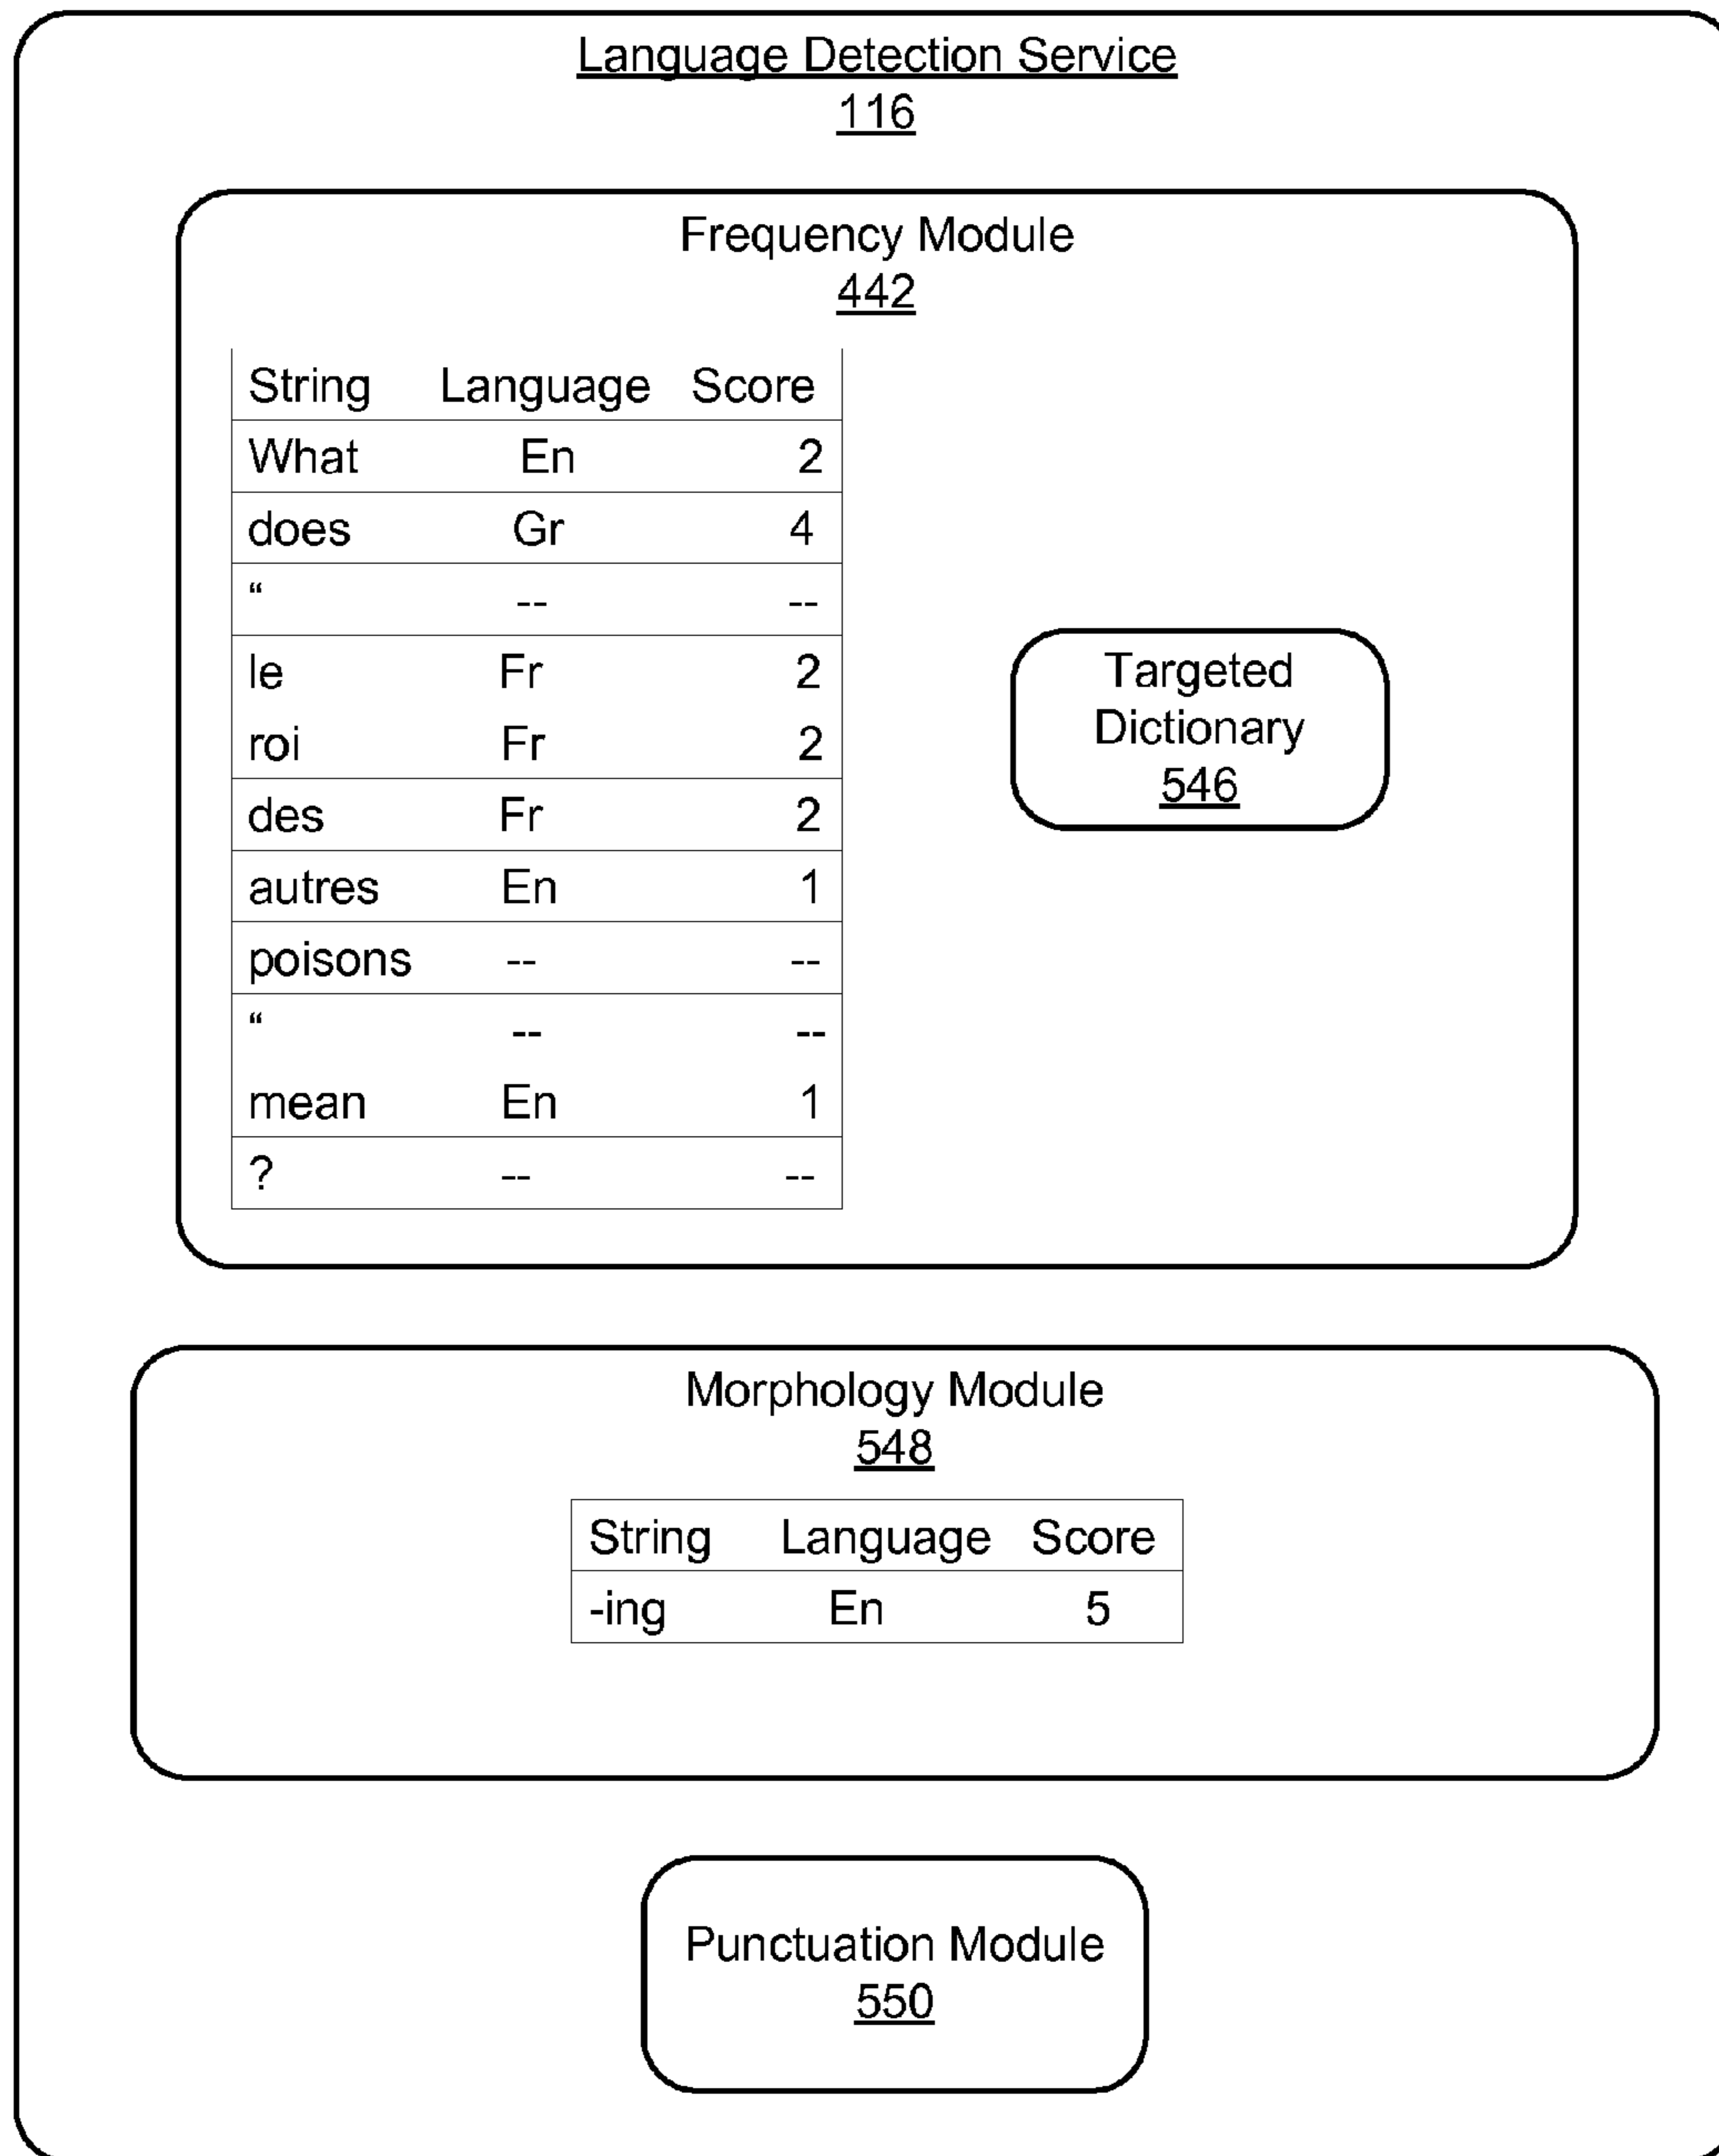 Language Detection Service
116
Frequency Module
442
String Language Score
What En 2
does Gr 4
“ -- --
le Fr 2
roi Fr 2
des Fr 2
autres En 1
poisons -- --
“ -- --
mean En 1
? -- --
Targeted
Dictionary
546
Morphology Module
548
String Language Score
-ing En 5
Punctuation Module
550